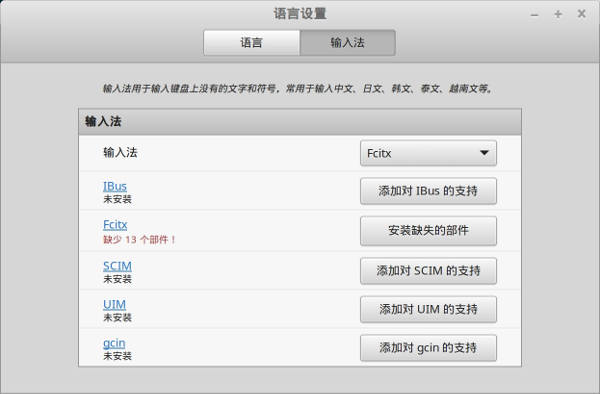 语言设置
语言 输入法
输入法用于输入键盘上没有的文字和符号，常用于输入中文、日文、韩文、泰文、越南文等。
输入法
输入法 Fcitx
IBus
未安装
添加对 IBus 的支持
Fcitx
缺少 13 个部件！
安装缺失的部件
SCIM
未安装
添加对 SCIM 的支持
UIM
未安装
添加对 UIM 的支持
gcin
未安装
添加对 gcin 的支持